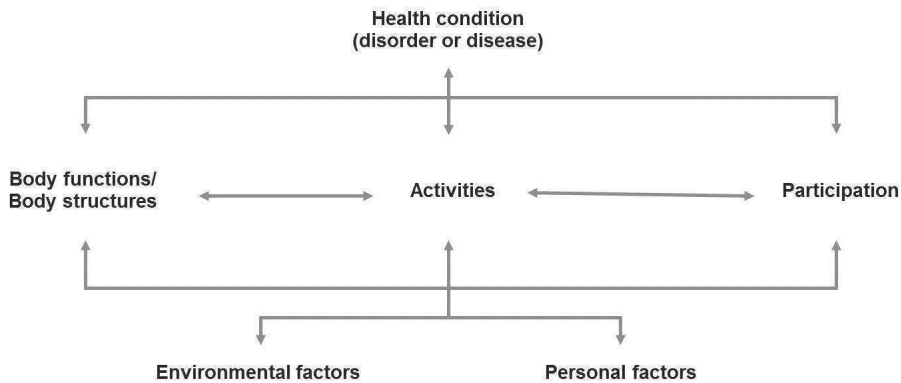 Health condition
(disorder or disease)
Body functions/
Body structures
Activities
Participation
Environmental factors
Personal factors